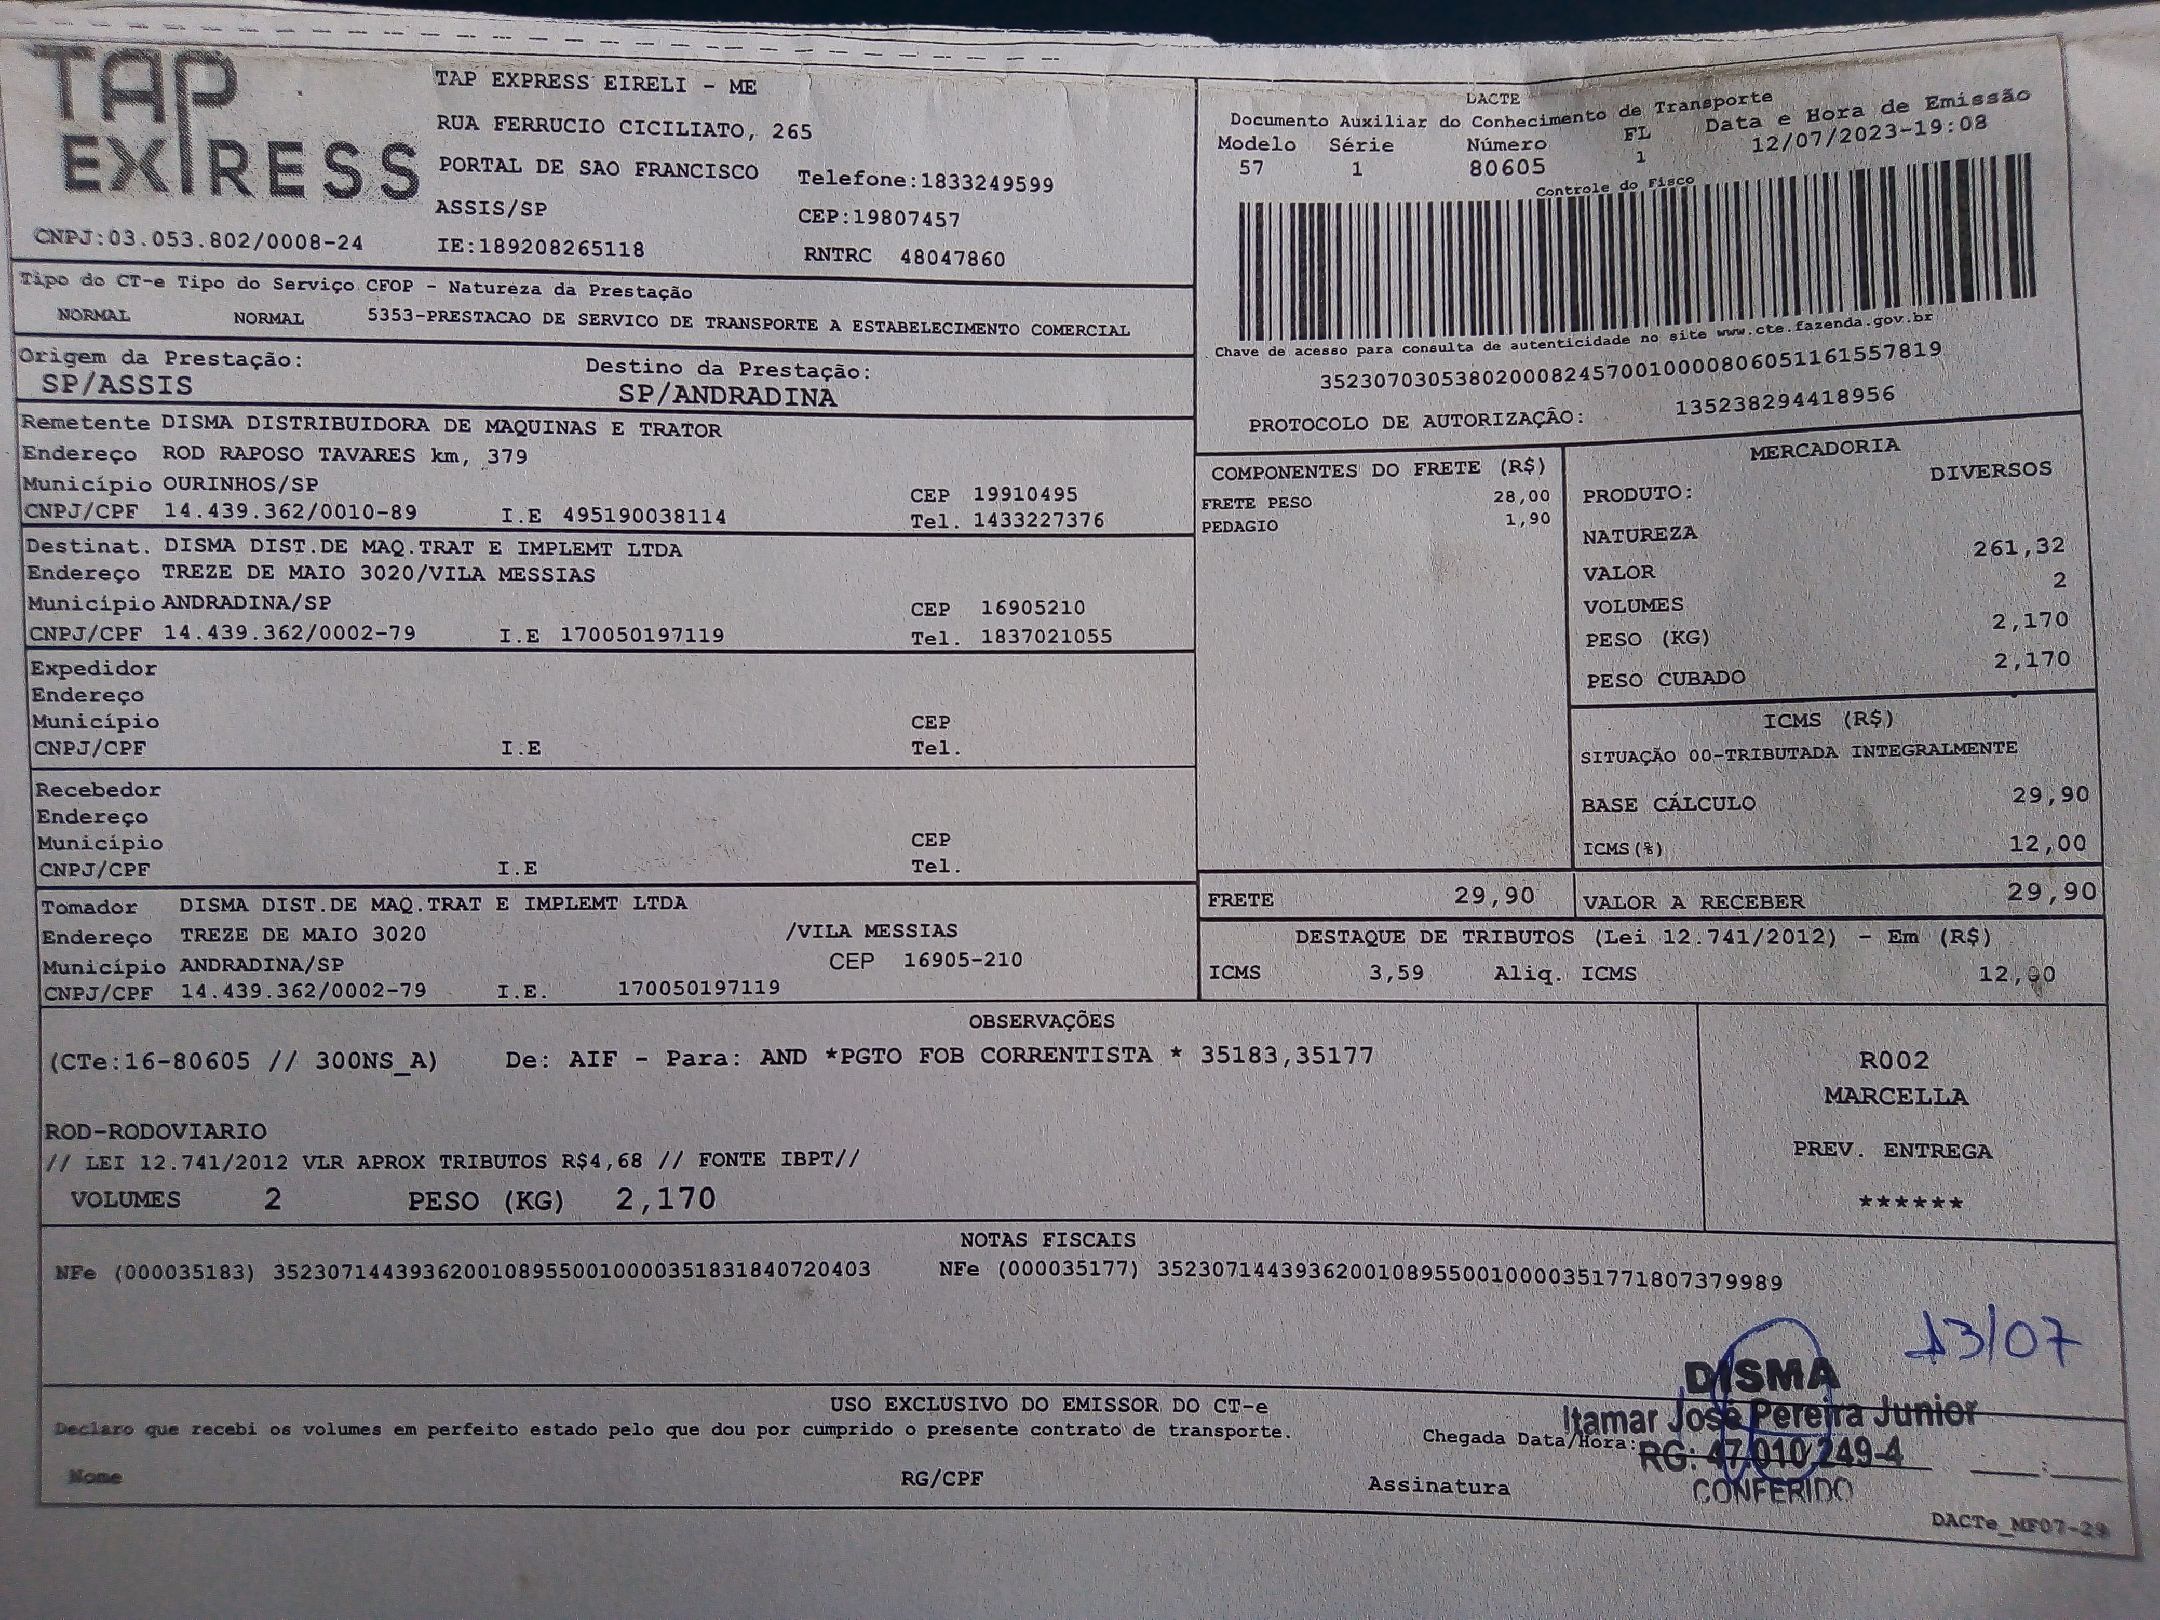 TAP EXPRESS
TAP EXPRESS EIRELI - ME
RUA FERRUCIO CICILIATO, 265
PORTAL DE SAO FRANCISCO Telefone:1833249599
ASSIS/SP CEP:19807457
CNPJ:03.053.802/0008-24 IE:189208265118 RNTRC 48047860
DACTE
Documento Auxiliar do Conhecimento de Transporte
Modelo Série Número FL Data e Hora de Emissão
57 1 80605 1 12/07/2023-19:08
Controle do Fisco
Chave de acesso para consulta de autenticidade no site www.cte.fazenda.gov.br
35230703053802000824570010000806051161557819
PROTOCOLO DE AUTORIZAÇÃO: 135238294418956
Tipo do CT-e Tipo do Serviço CFOP - Natureza da Prestação
NORMAL NORMAL 5353-PRESTACAO DE SERVICO DE TRANSPORTE A ESTABELECIMENTO COMERCIAL
Origem da Prestação: Destino da Prestação:
SP/ASSIS SP/ANDRADINA
Remetente DISMA DISTRIBUIDORA DE MAQUINAS E TRATOR
Endereço ROD RAPOSO TAVARES km, 379
Município OURINHOS/SP CEP 19910495
CNPJ/CPF 14.439.362/0010-89 I.E 495190038114 Tel. 1433227376
Destinat. DISMA DIST.DE MAQ.TRAT E IMPLEMT LTDA
Endereço TREZE DE MAIO 3020/VILA MESSIAS
Município ANDRADINA/SP CEP 16905210
CNPJ/CPF 14.439.362/0002-79 I.E 170050197119 Tel. 1837021055
Expedidor
Endereço
Município CEP
CNPJ/CPF I.E Tel.
Recebedor
Endereço
Município CEP
CNPJ/CPF I.E Tel.
Tomador DISMA DIST.DE MAQ.TRAT E IMPLEMT LTDA
Endereço TREZE DE MAIO 3020 /VILA MESSIAS
Município ANDRADINA/SP CEP 16905-210
CNPJ/CPF 14.439.362/0002-79 I.E. 170050197119
COMPONENTES DO FRETE (R$)
FRETE PESO 28,00
PEDAGIO 1,90
MERCADORIA
PRODUTO: DIVERSOS
NATUREZA
VALOR 261,32
VOLUMES 2
PESO (KG) 2,170
PESO CUBADO 2,170
ICMS (R$)
SITUAÇÃO 00-TRIBUTADA INTEGRALMENTE
BASE CÁLCULO 29,90
ICMS(%) 12,00
FRETE 29,90 VALOR A RECEBER 29,90
DESTAQUE DE TRIBUTOS (Lei 12.741/2012) - Em (R$)
ICMS 3,59 Aliq. ICMS 12,00
OBSERVAÇÕES
(CTe:16-80605 // 300NS_A) De: AIF - Para: AND *PGTO FOB CORRENTISTA * 35183,35177
ROD-RODOVIARIO
// LEI 12.741/2012 VLR APROX TRIBUTOS R$4,68 // FONTE IBPT//
VOLUMES 2 PESO (KG) 2,170
R002
MARCELLA
PREV. ENTREGA
******
NOTAS FISCAIS
NFe (000035183) 35230714439362001089550010000351831840720403 NFe (000035177) 35230714439362001089550010000351771807379989
13/07
USO EXCLUSIVO DO EMISSOR DO CT-e
Declaro que recebi os volumes em perfeito estado pelo que dou por cumprido o presente contrato de transporte. Chegada Data/Hora: __:__
Nome RG/CPF Assinatura
DISMA
Itamar José Pereira Junior
RG: 47.010.249-4
CONFERIDO
DACTe_MF07-29